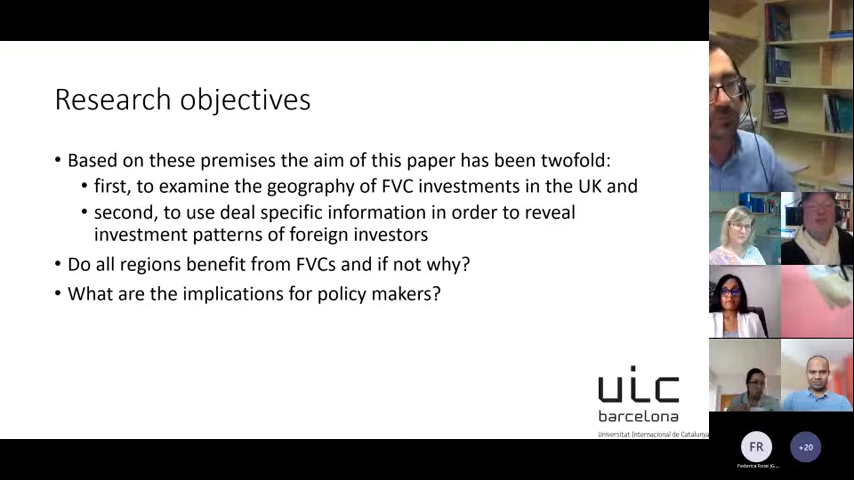 Research objectives
• Based on these premises the aim of this paper has been twofold:
• first, to examine the geography of FVC investments in the UK and
• second, to use deal specific information in order to reveal
investment patterns of foreign investors
• Do all regions benefit from FVCs and if not why?
• What are the implications for policy makers?
uic
barcelona
Universitat Internacional de Catalunya
FR
+20